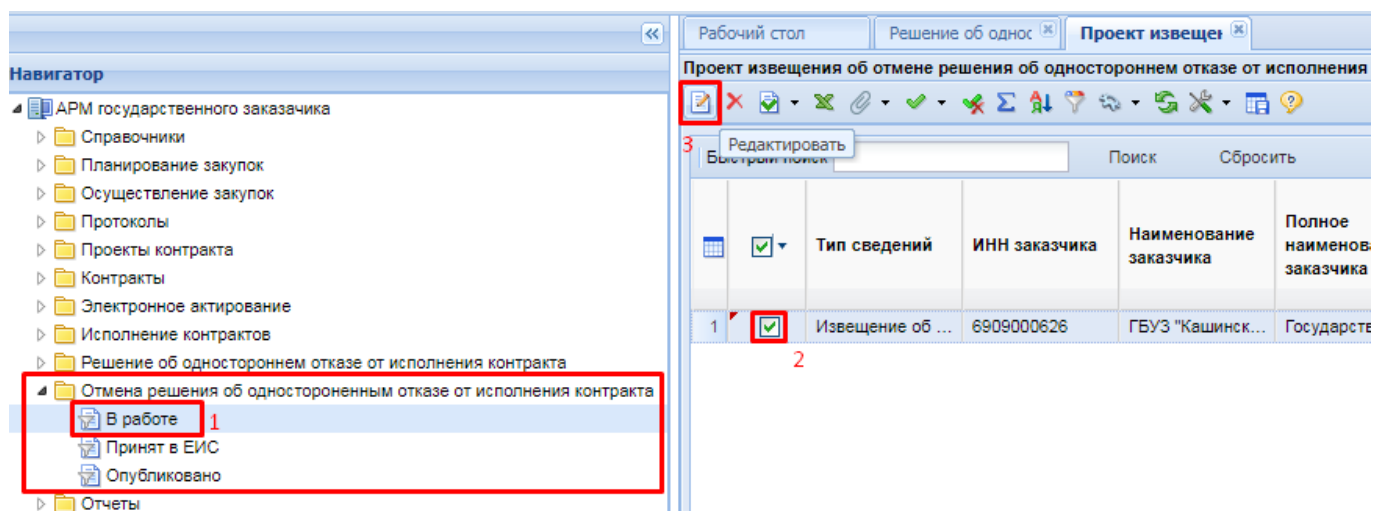 Навигатор
АРМ государственного заказачика
Справочники
Планирование закупок
Осуществление закупок
Протоколы
Проекты контракта
Контракты
Электронное актирование
Исполнение контрактов
Решение об одностороннем отказе от исполнения контракта
Отмена решения об одностороненным отказе от исполнения контракта
В работе 1
Принят в ЕИС
Опубликовано
Отчеты
Рабочий стол Решение об однос Проект извещен
Проект извещения об отмене решения об одностороннем отказе от исполнения
3 Редактировать
Быстрый поиск Поиск Сбросить
Тип сведений ИНН заказчика Наименование заказчика Полное наименов заказчика
1 Извещение об ... 6909000626 ГБУЗ "Кашинск... Государств
2